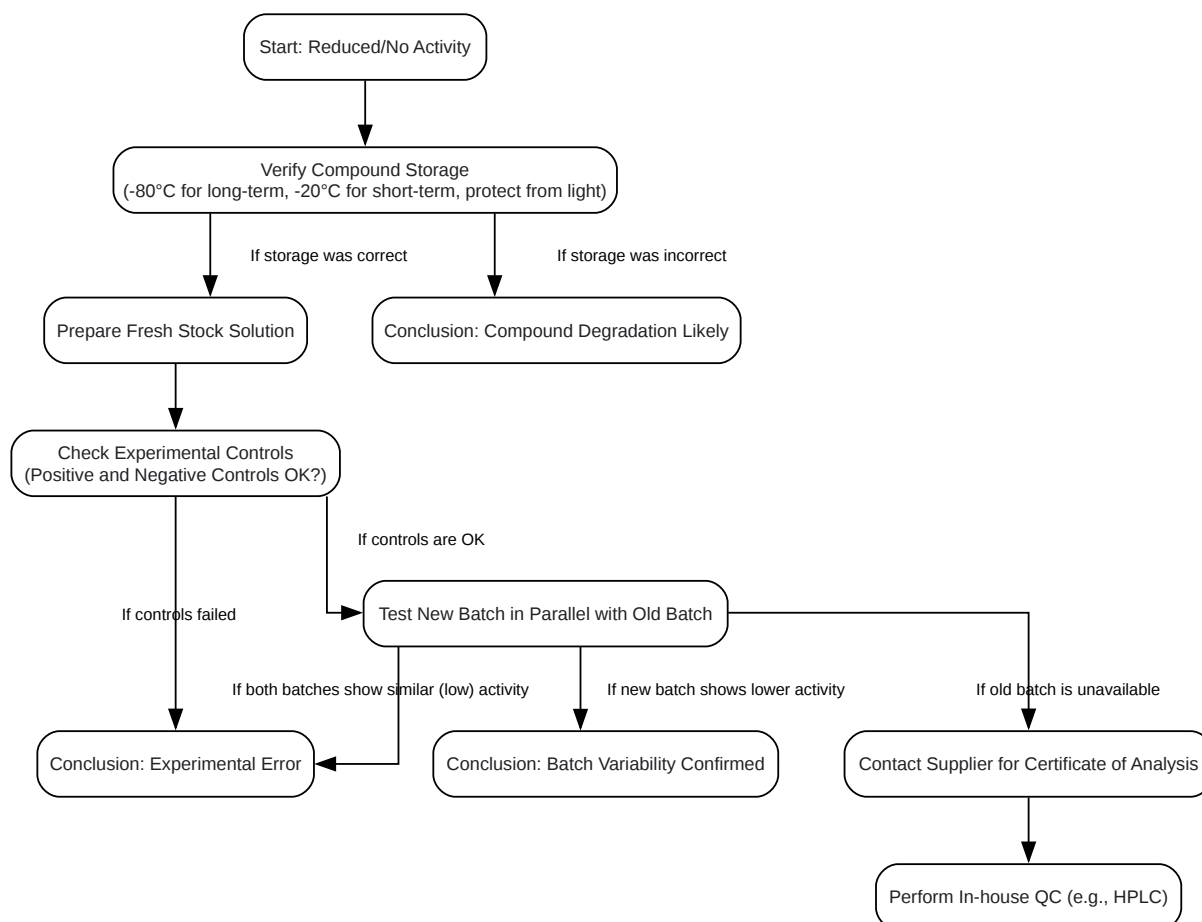 Start: Reduced/No Activity
Verify Compound Storage
(-80°C for long-term, -20°C for short-term, protect from light)
If storage was correct
If storage was incorrect
Prepare Fresh Stock Solution
Conclusion: Compound Degradation Likely
Check Experimental Controls
(Positive and Negative Controls OK?)
If controls are OK
If controls failed
Test New Batch in Parallel with Old Batch
If both batches show similar (low) activity
If new batch shows lower activity
If old batch is unavailable
Conclusion: Experimental Error
Conclusion: Batch Variability Confirmed
Contact Supplier for Certificate of Analysis
Perform In-house QC (e.g., HPLC)